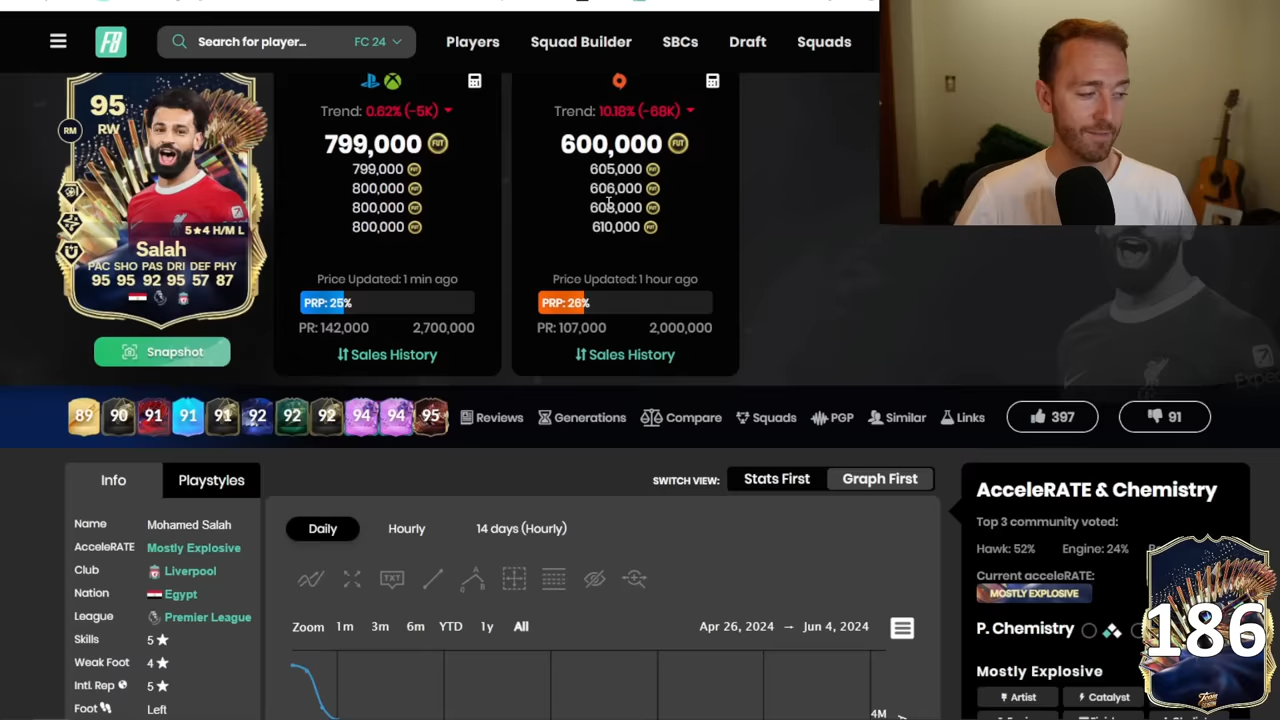 FB
Search for player...
FC 24
Players
Squad Builder
SBCs
Draft
Squads
95
RW
RM
5★4 H/M L
Salah
PAC SHO PAS DRI DEF PHY
95 95 92 95 57 87
Snapshot
Trend: 0.62% (-5K)
799,000
799,000
800,000
800,000
800,000
Price Updated: 1 min ago
PRP: 25%
PR: 142,000
2,700,000
Sales History
Trend: 10.18% (-68K)
600,000
605,000
606,000
608,000
610,000
Price Updated: 1 hour ago
PRP: 26%
PR: 107,000
2,000,000
Sales History
89 90 91 91 91 92 92 92 94 94 95
Reviews
Generations
Compare
Squads
PGP
Similar
Links
397
91
Info
Playstyles
SWITCH VIEW:
Stats First
Graph First
Name Mohamed Salah
AcceleRATE Mostly Explosive
Club Liverpool
Nation Egypt
League Premier League
Skills 5★
Weak Foot 4★
Intl. Rep 5★
Foot Left
Daily
Hourly
14 days (Hourly)
TXT
Zoom 1m 3m 6m YTD 1y All
Apr 26, 2024 → Jun 4, 2024
4M
AcceleRATE & Chemistry
Top 3 community voted:
Hawk: 52%
Engine: 24%
Current acceleRATE:
MOSTLY EXPLOSIVE
P. Chemistry
Mostly Explosive
Artist
Catalyst
186